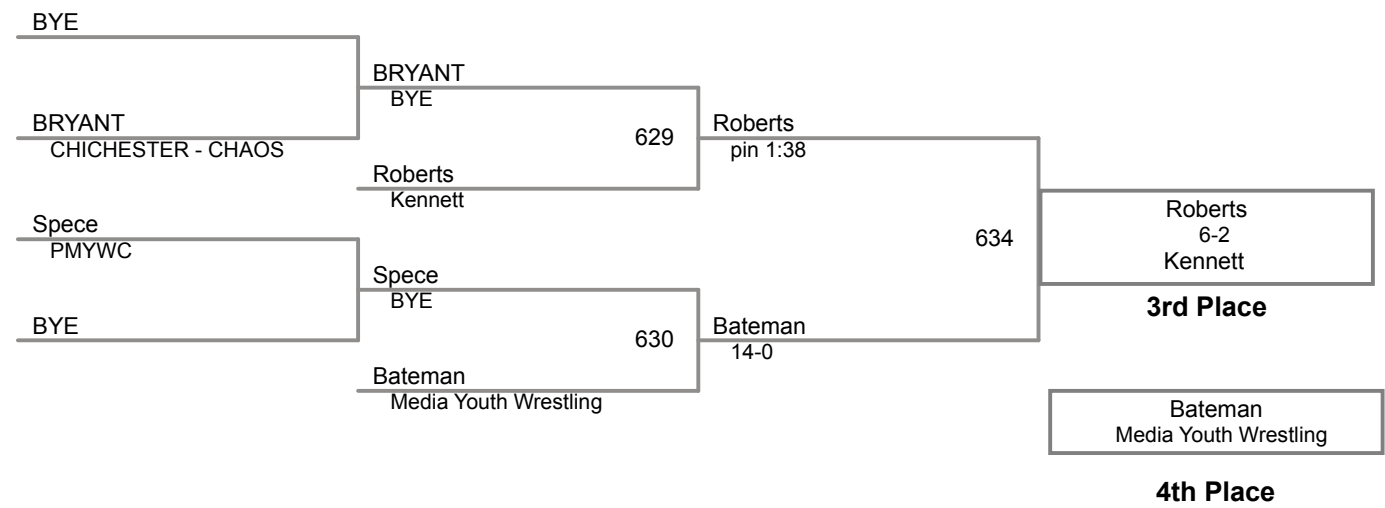 BYE
BRYANT
CHICHESTER - CHAOS
Spece
PMYWC
BYE
BRYANT
BYE
629
Roberts
Kennett
Spece
BYE
630
Bateman
Media Youth Wrestling
Roberts
pin 1:38
634
Bateman
14-0
Roberts
6-2
Kennett
3rd Place
Bateman
Media Youth Wrestling
4th Place